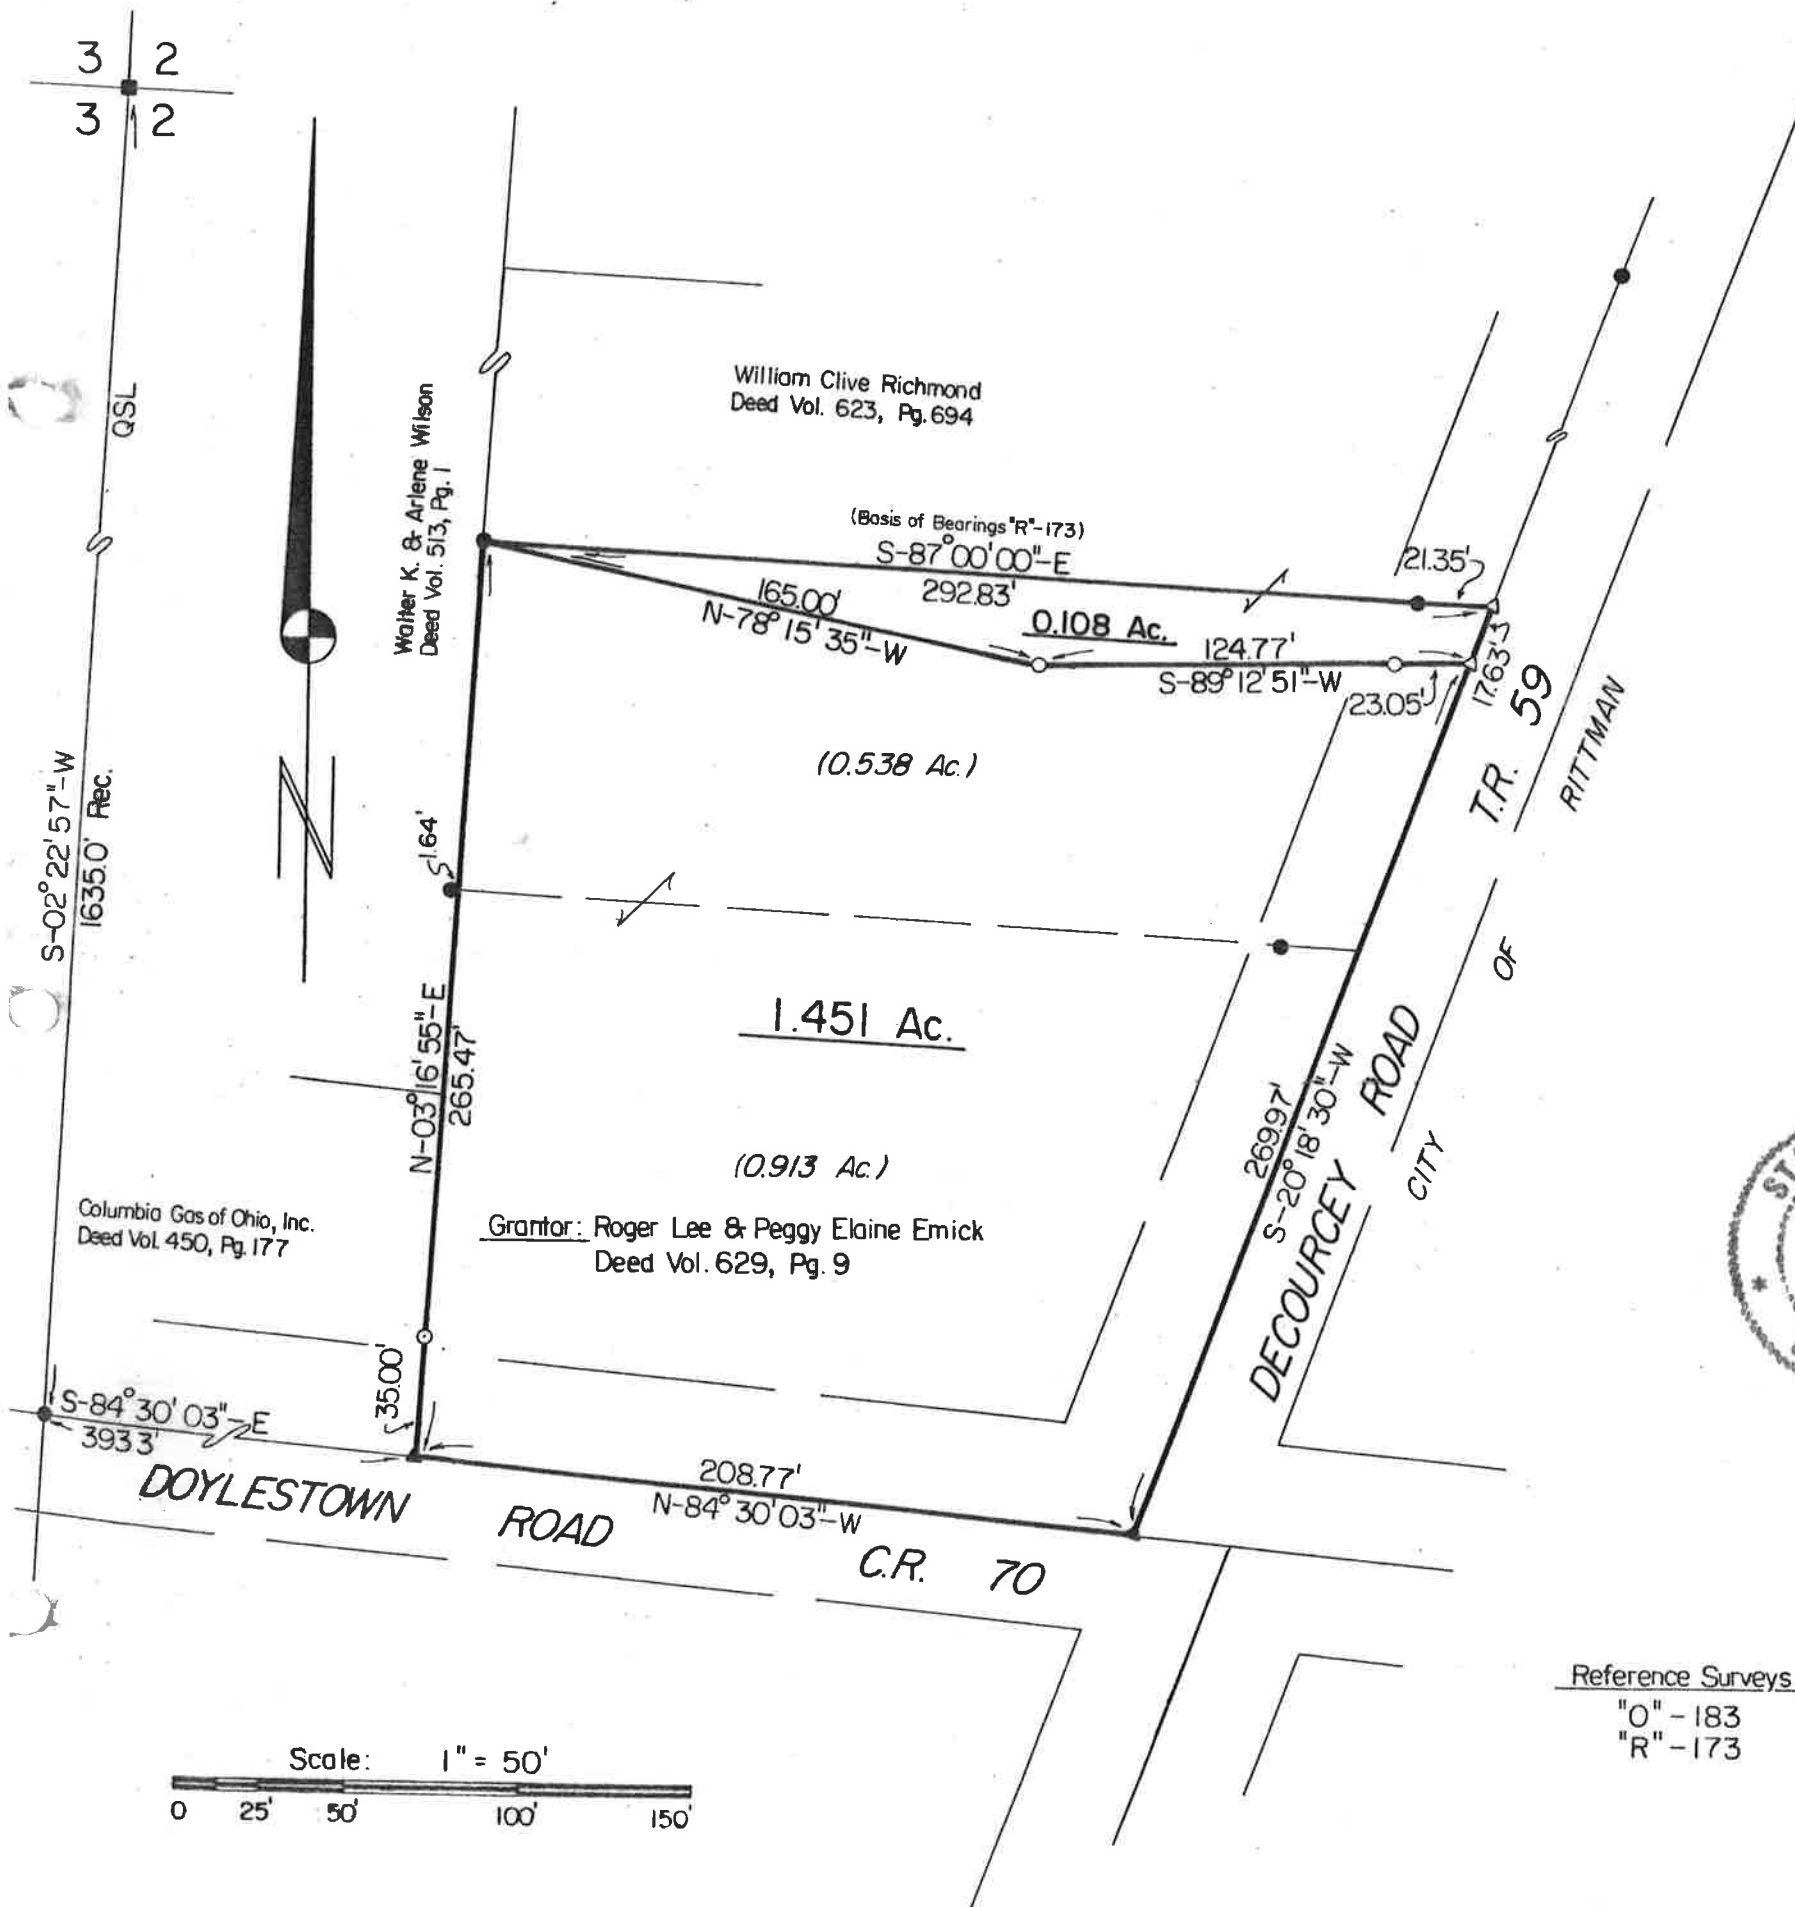 3 2
3 2
QSL
S-02°22'57"-W
1635.0' Rec.
Walter K. & Arlene Wilson
Deed Vol. 513, Pg. 1
William Clive Richmond
Deed Vol. 623, Pg. 694
(Basis of Bearings "R"-173)
S-87°00'00"-E
292.83'
21.35'
165.00'
N-78°15'35"-W
0.108 Ac.
124.77'
S-89°12'51"-W
23.05'
17.63'
T.R. 59
CITY OF RITTMAN
(0.538 Ac.)
1.64'
1.451 Ac.
N-03°16'55"-E
265.47'
(0.913 Ac.)
269.97'
S-20°18'30"-W
DECOURCEY ROAD
Columbia Gas of Ohio, Inc.
Deed Vol. 450, Pg. 177
Grantor: Roger Lee & Peggy Elaine Emick
Deed Vol. 629, Pg. 9
35.00'
S-84°30'03"-E
393.3'
208.77'
N-84°30'03"-W
DOYLESTOWN ROAD C.R. 70
Reference Surveys
"O" - 183
"R" - 173
Scale: 1" = 50'
0 25' 50' 100' 150'